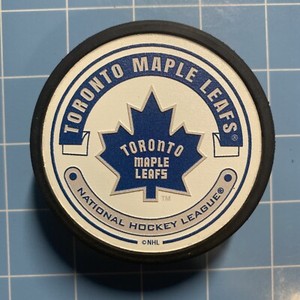 TORONTO MAPLE LEAFS®
TORONTO
MAPLE
LEAFS
TM
NATIONAL HOCKEY LEAGUE®
©NHL